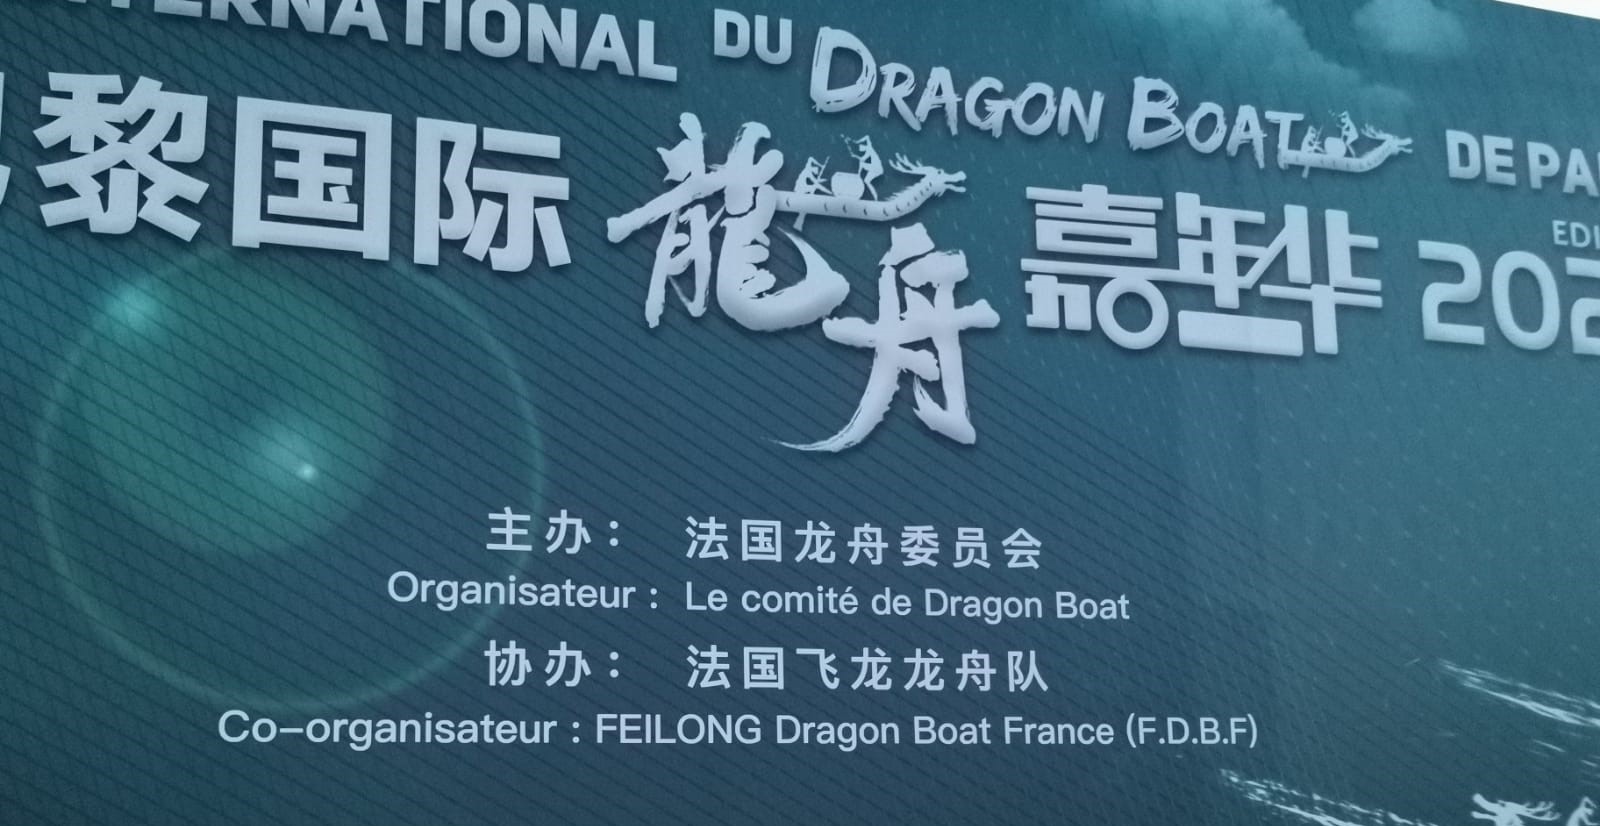 INTERNATIONAL DU DRAGON BOAT DE PA
黎国际龍舟嘉年华 202
EDI
主办： 法国龙舟委员会
Organisateur : Le comité de Dragon Boat
协办： 法国飞龙龙舟队
Co-organisateur : FEILONG Dragon Boat France (F.D.B.F)